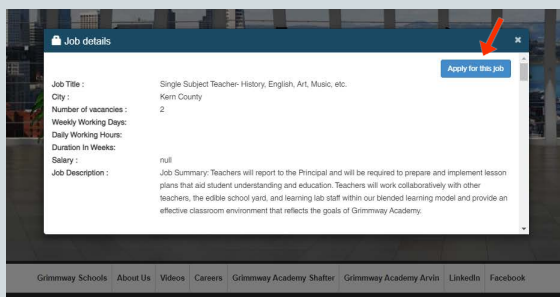 Job details
×
Apply for this job
Job Title : Single Subject Teacher- History, English, Art, Music, etc.
City : Kern County
Number of vacancies : 2
Weekly Working Days:
Daily Working Hours:
Duration In Weeks:
Salary : null
Job Description : Job Summary: Teachers will report to the Principal and will be required to prepare and implement lesson
plans that aid student understanding and education. Teachers will work collaboratively with other
teachers, the edible school yard, and learning lab staff within our blended learning model and provide an
effective classroom environment that reflects the goals of Grimmway Academy.
Grimmway Schools About Us Videos Careers Grimmway Academy Shafter Grimmway Academy Arvin LinkedIn Facebook